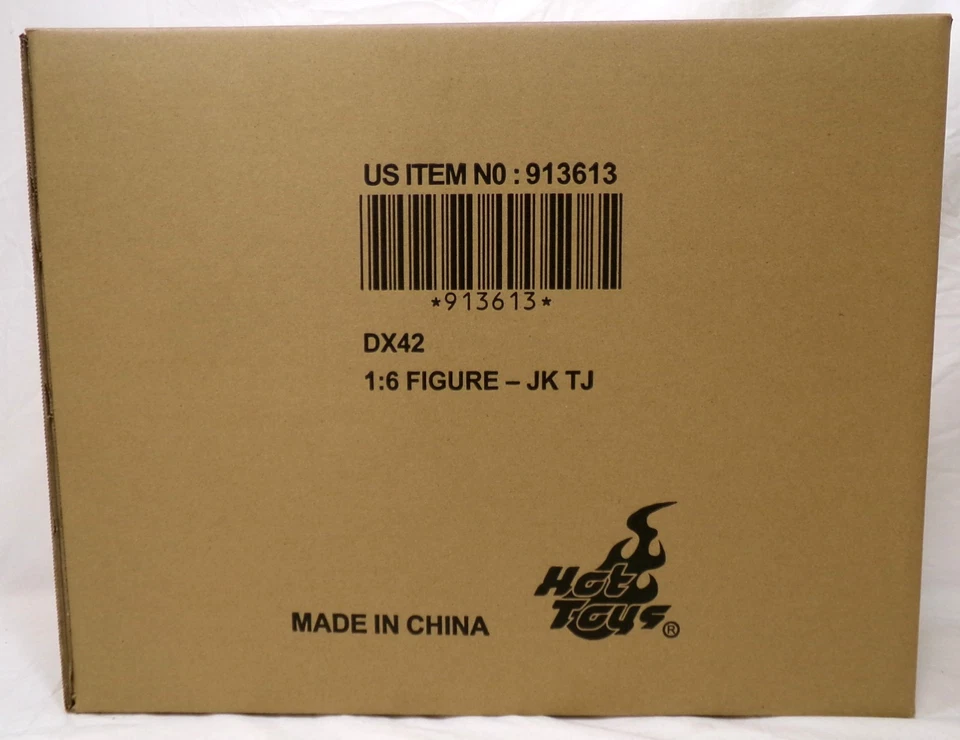 US ITEM N0 : 913613
*913613*
DX42
1:6 FIGURE – JK TJ
Hot
Toys®
MADE IN CHINA